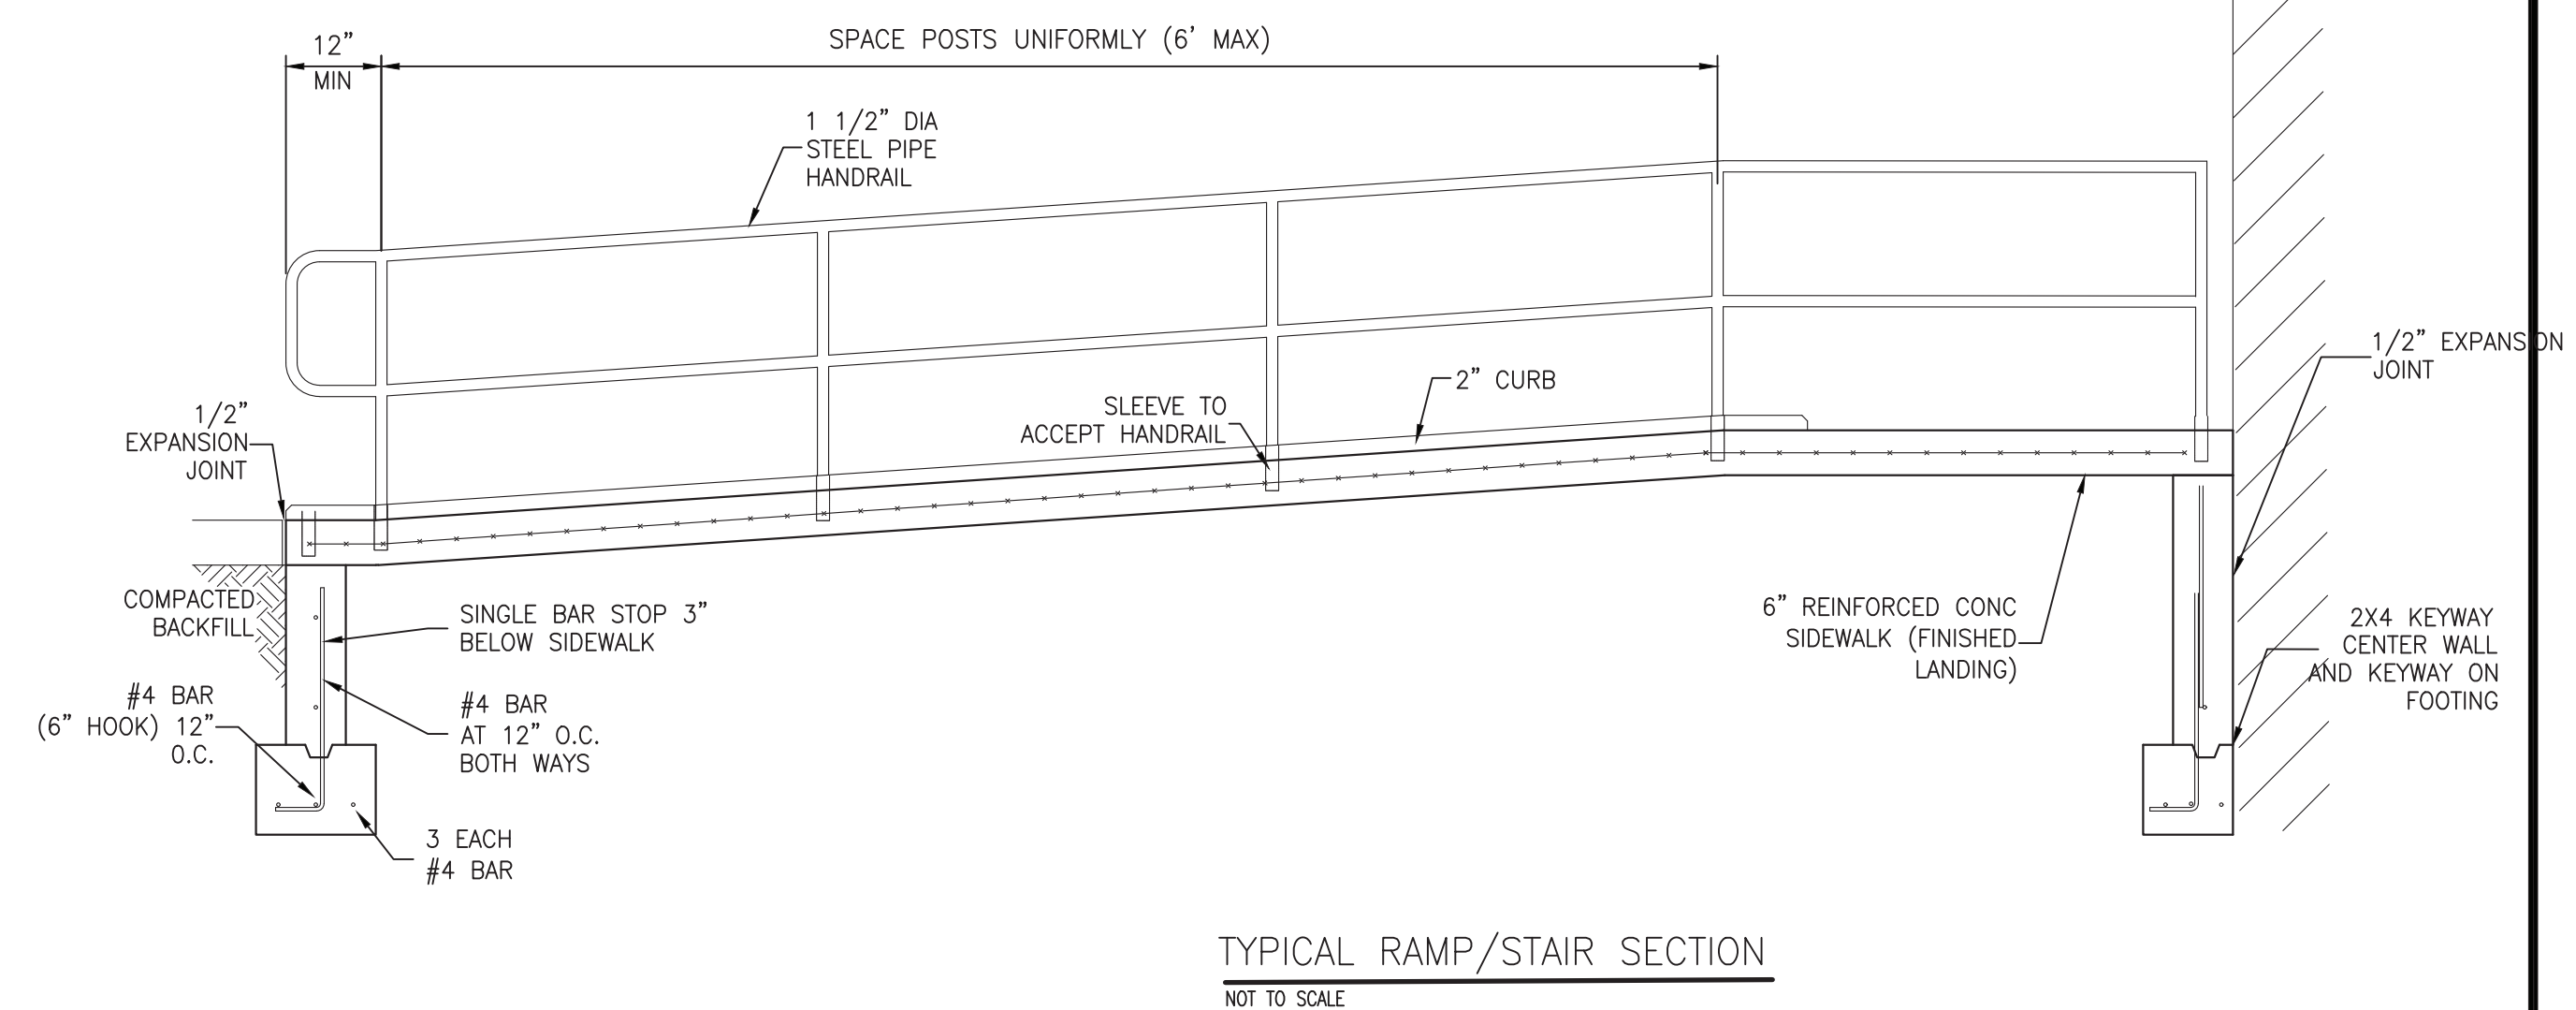 12”
MIN
SPACE POSTS UNIFORMLY (6' MAX)
1 1/2” DIA
STEEL PIPE
HANDRAIL
1/2”
EXPANSION
JOINT
SLEEVE TO
ACCEPT HANDRAIL
2” CURB
1/2” EXPANSION
JOINT
COMPACTED
BACKFILL
SINGLE BAR STOP 3”
BELOW SIDEWALK
6” REINFORCED CONC
SIDEWALK (FINISHED
LANDING)
2X4 KEYWAY
CENTER WALL
AND KEYWAY ON
FOOTING
#4 BAR
(6” HOOK) 12”
O.C.
#4 BAR
AT 12” O.C.
BOTH WAYS
3 EACH
#4 BAR
TYPICAL RAMP/STAIR SECTION
NOT TO SCALE